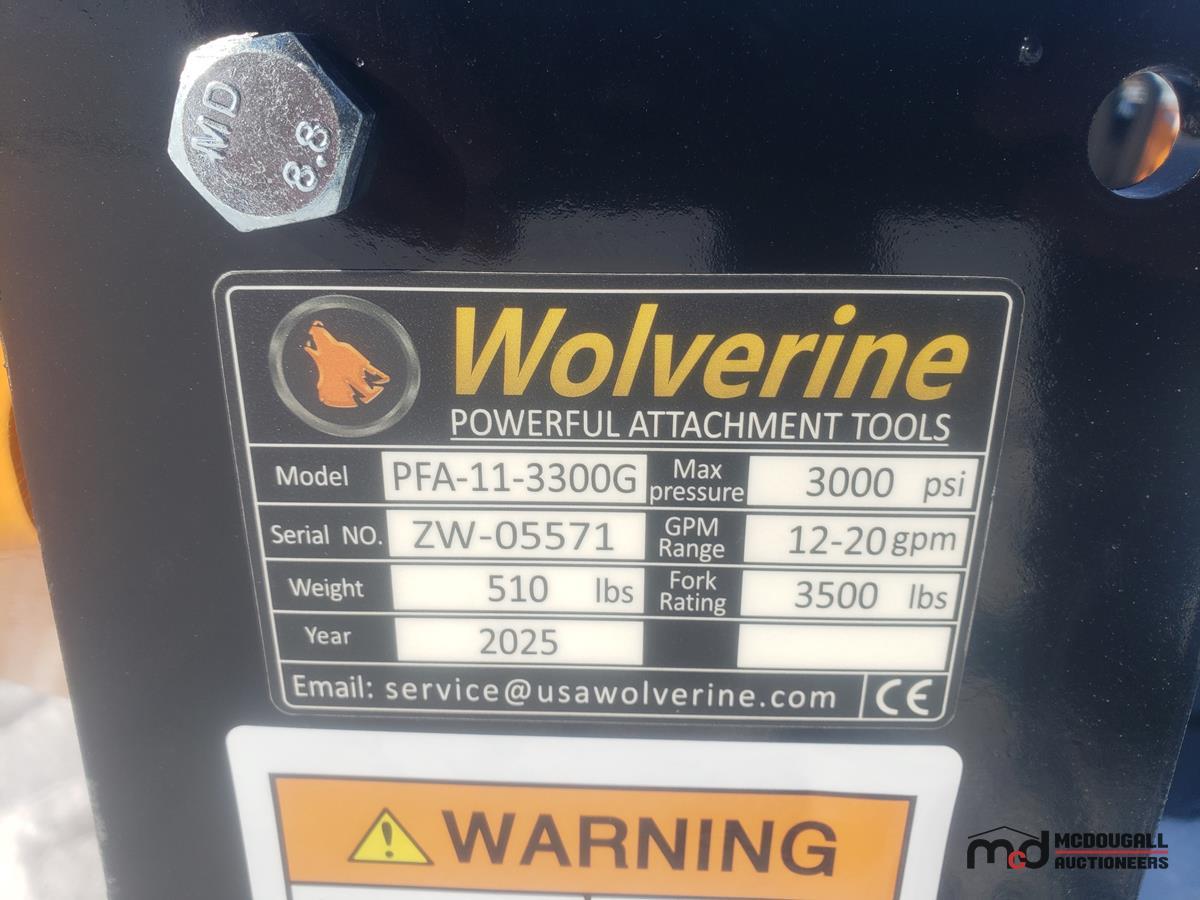 MD
8.8
Wolverine
POWERFUL ATTACHMENT TOOLS
Model PFA-11-3300G Max pressure 3000 psi
Serial NO. ZW-05571 GPM Range 12-20 gpm
Weight 510 lbs Fork Rating 3500 lbs
Year 2025
Email: service@usawolverine.com CE
WARNING
mcd MCDOUGALL
AUCTIONEERS